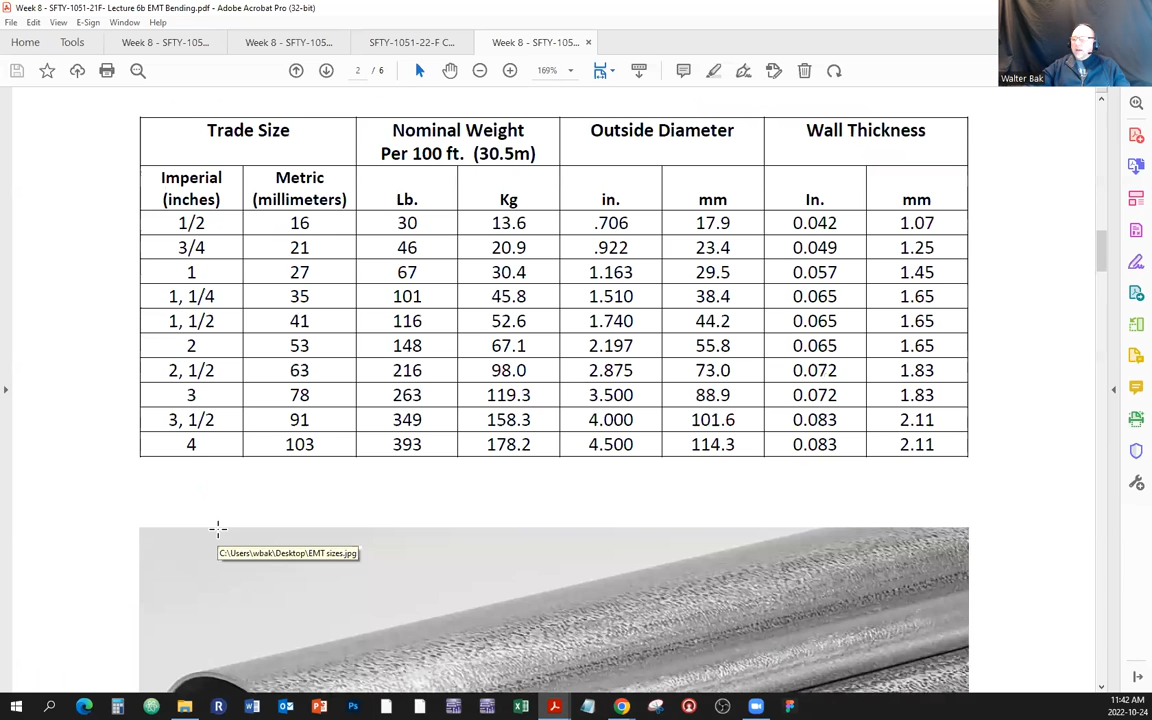 Week 8 - SFTY-1051-21F- Lecture 6b EMT Bending.pdf - Adobe Acrobat Pro (32-bit)
File Edit View E-Sign Window Help
Home Tools Week 8 - SFTY-105... Week 8 - SFTY-105... SFTY-1051-22-F C... Week 8 - SFTY-105... ×
2 / 6 169%
Walter Bak
Trade Size Nominal Weight Outside Diameter Wall Thickness
Per 100 ft. (30.5m)
Imperial Metric
(inches) (millimeters) Lb. Kg in. mm In. mm
1/2 16 30 13.6 .706 17.9 0.042 1.07
3/4 21 46 20.9 .922 23.4 0.049 1.25
1 27 67 30.4 1.163 29.5 0.057 1.45
1, 1/4 35 101 45.8 1.510 38.4 0.065 1.65
1, 1/2 41 116 52.6 1.740 44.2 0.065 1.65
2 53 148 67.1 2.197 55.8 0.065 1.65
2, 1/2 63 216 98.0 2.875 73.0 0.072 1.83
3 78 263 119.3 3.500 88.9 0.072 1.83
3, 1/2 91 349 158.3 4.000 101.6 0.083 2.11
4 103 393 178.2 4.500 114.3 0.083 2.11
C:\Users\wbak\Desktop\EMT sizes.jpg
11:42 AM
2022-10-24